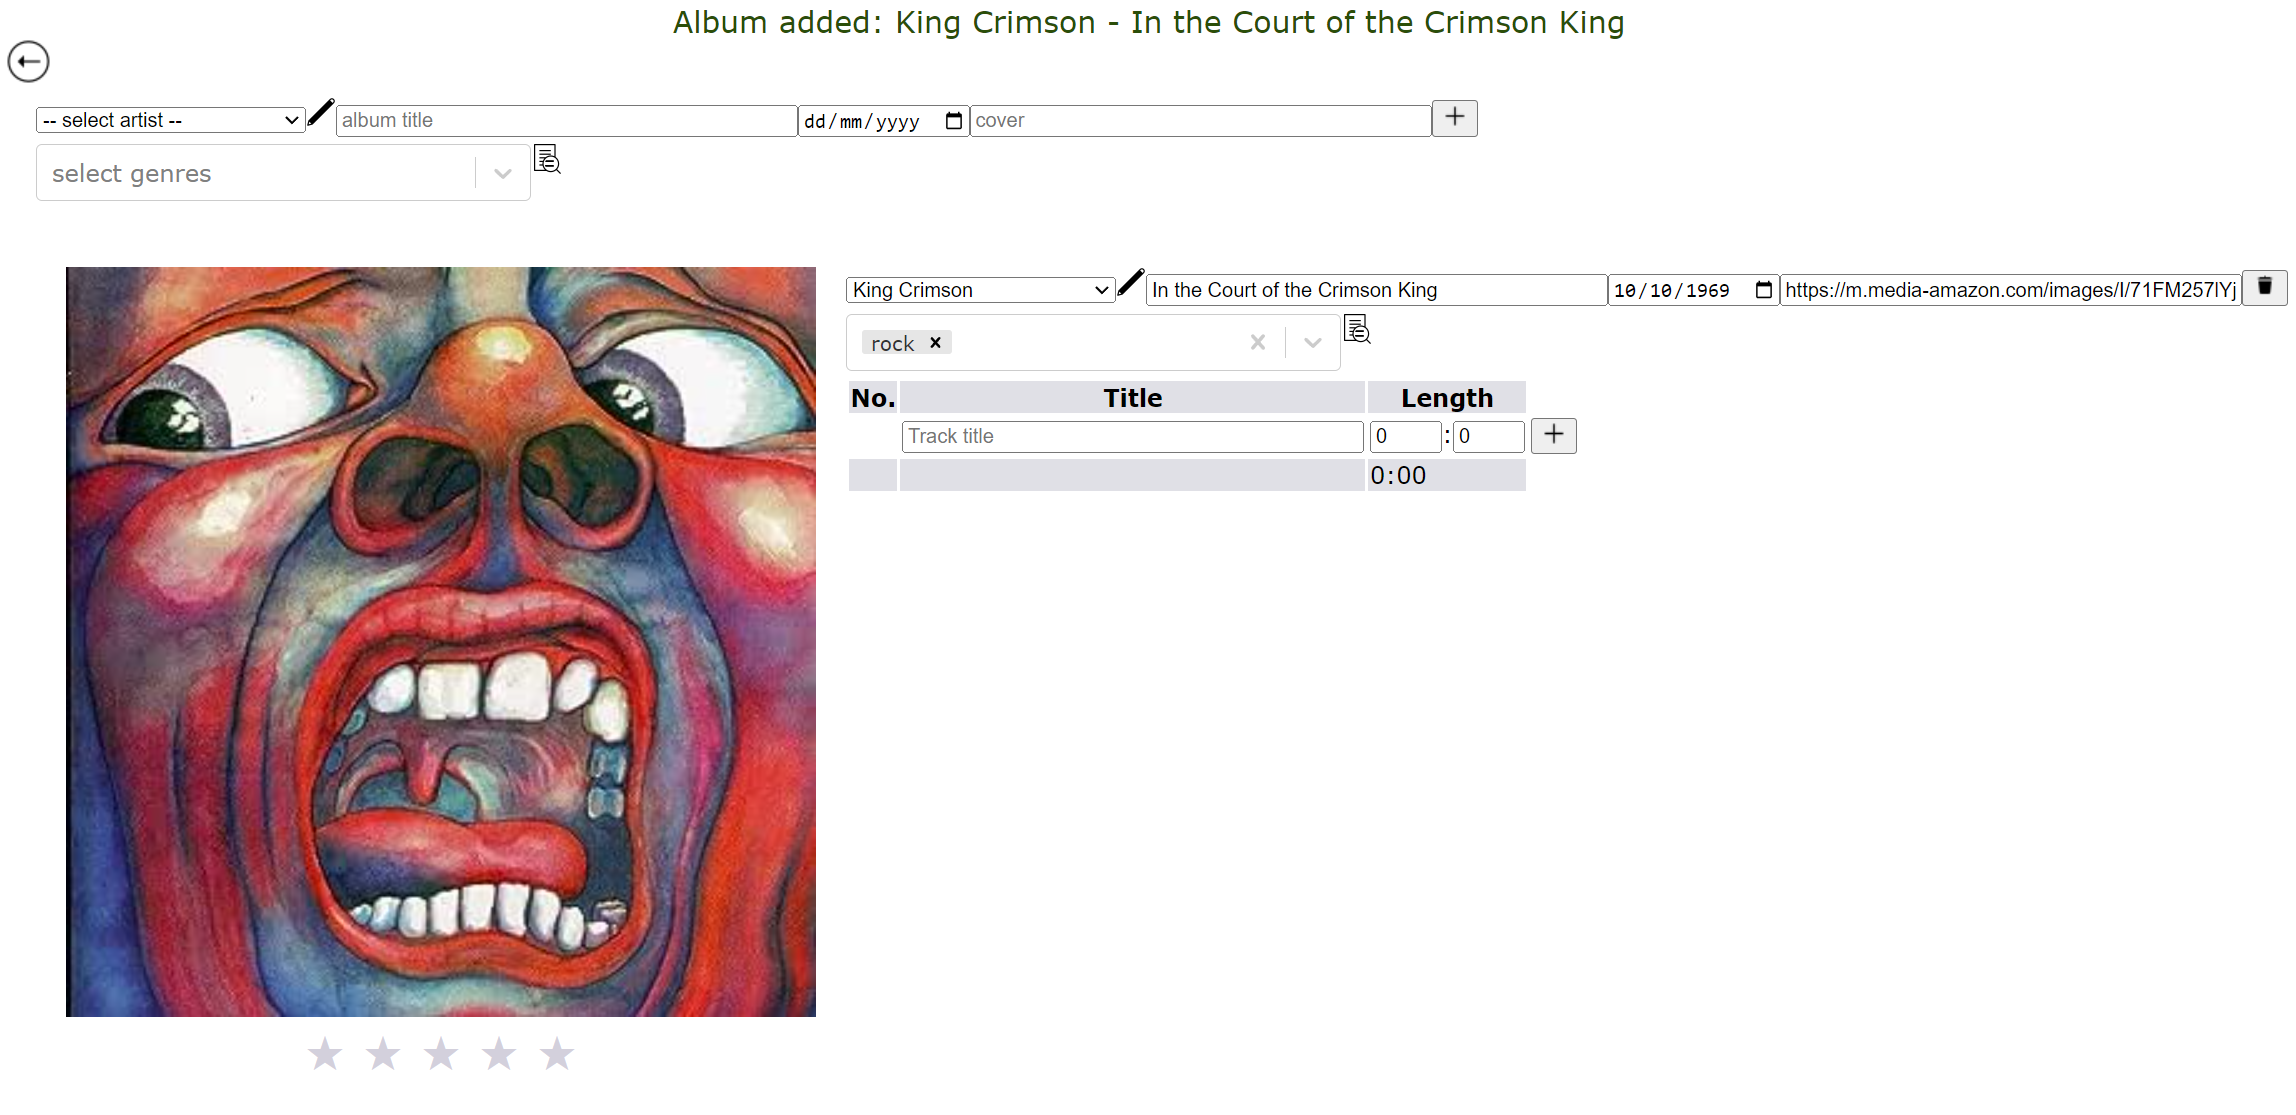 Album added: King Crimson - In the Court of the Crimson King
-- select artist -- album title dd/mm/yyyy cover
select genres
King Crimson In the Court of the Crimson King 10/10/1969 https://m.media-amazon.com/images/I/71FM257lYj
rock
No. Title Length
Track title 0 : 0
0:00